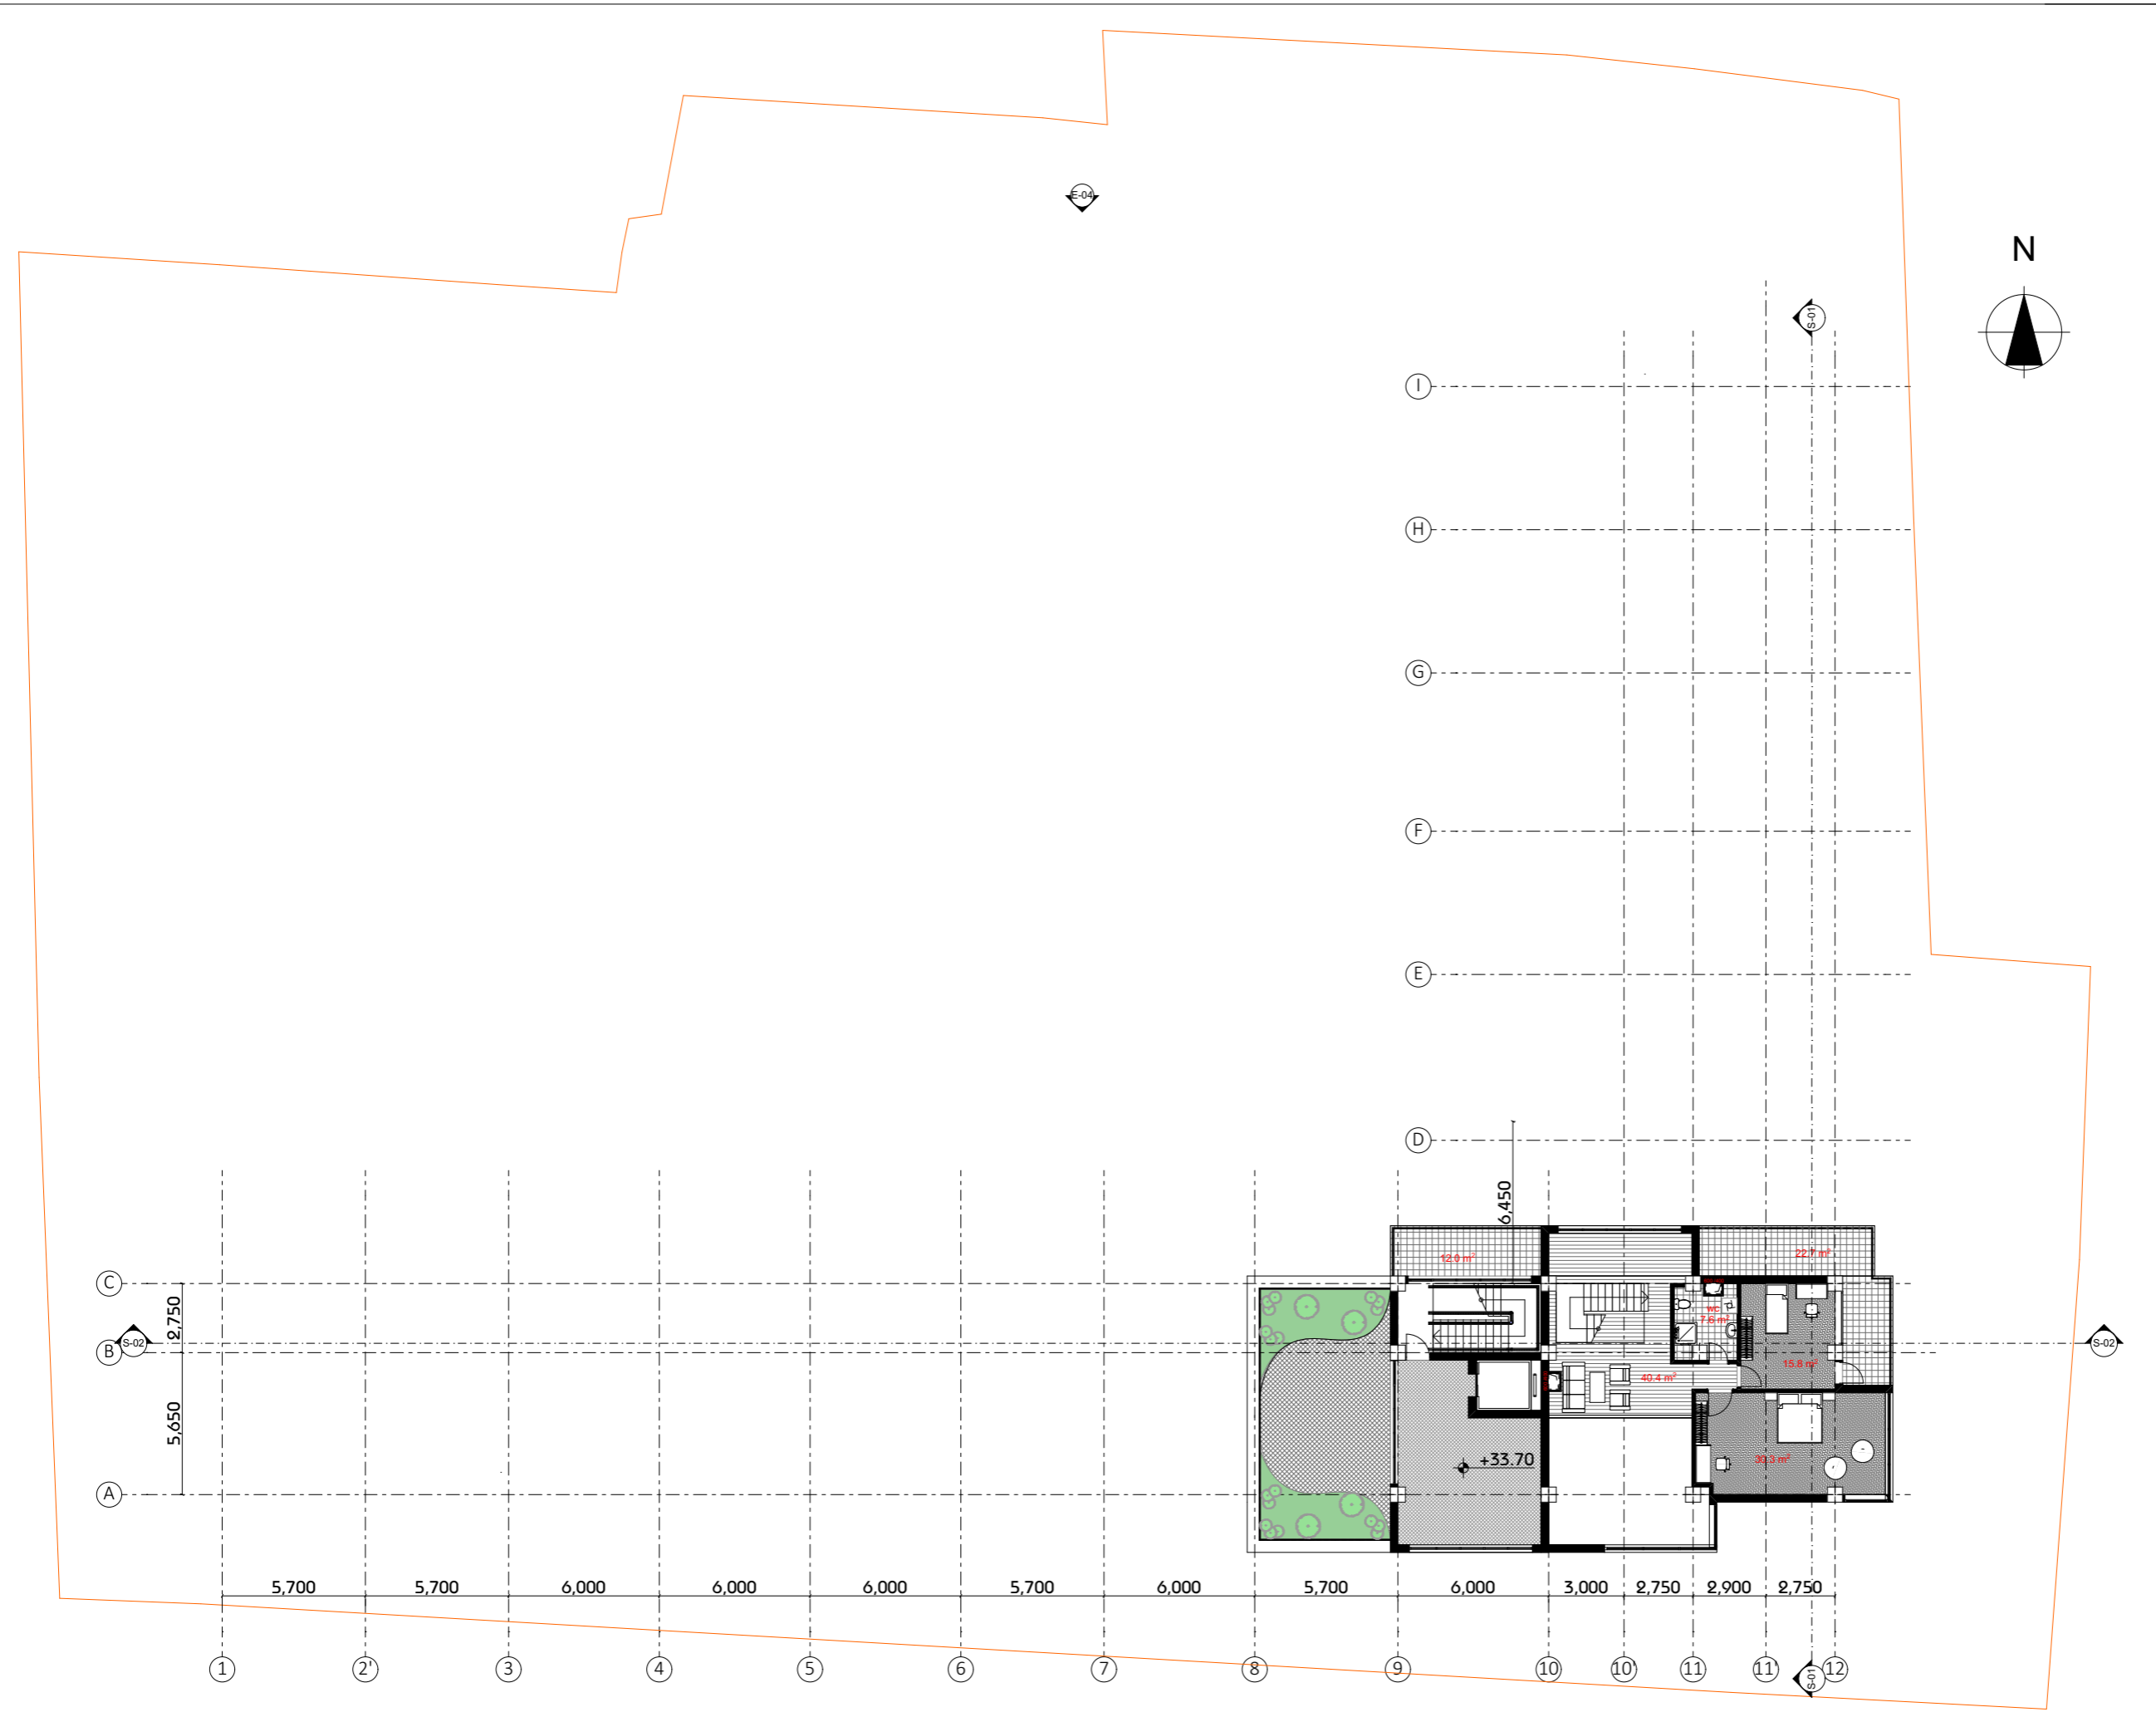 E-04
N
S-01
I
H
G
F
E
D
6,450
12.0 m²
22.7 m²
C
2,750
WC
7.6 m²
S-02
B
S-02
15.8 m²
40.4 m²
5,650
+33.70
A
5,700 5,700 6,000 6,000 6,000 5,700 6,000 5,700 6,000 3,000 2,750 2,900 2,750
1 2' 3 4 5 6 7 8 9 10 10' 11 11' 12
S-01